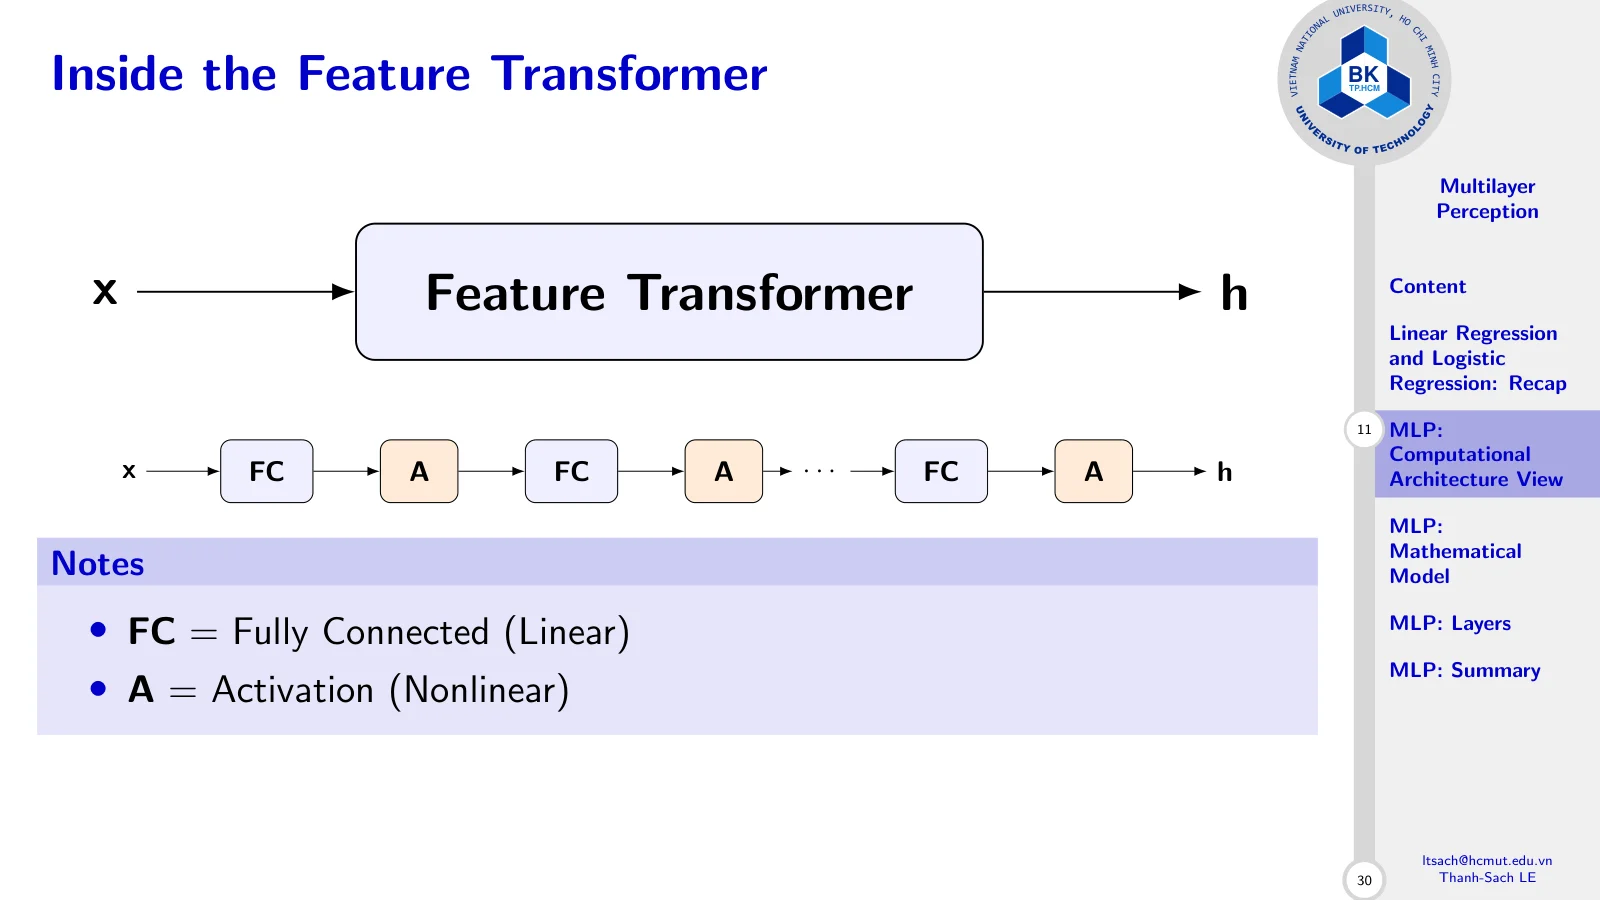 Inside the Feature Transformer
VIETNAM NATIONAL UNIVERSITY, HO CHI MINH CITY
BK
TP.HCM
UNIVERSITY OF TECHNOLOGY
x
Feature Transformer
h
x
FC
A
FC
A
···
FC
A
h
Notes
• FC = Fully Connected (Linear)
• A = Activation (Nonlinear)
Multilayer
Perception
Content
Linear Regression
and Logistic
Regression: Recap
11
MLP:
Computational
Architecture View
MLP:
Mathematical
Model
MLP: Layers
MLP: Summary
ltsach@hcmut.edu.vn
Thanh-Sach LE
30